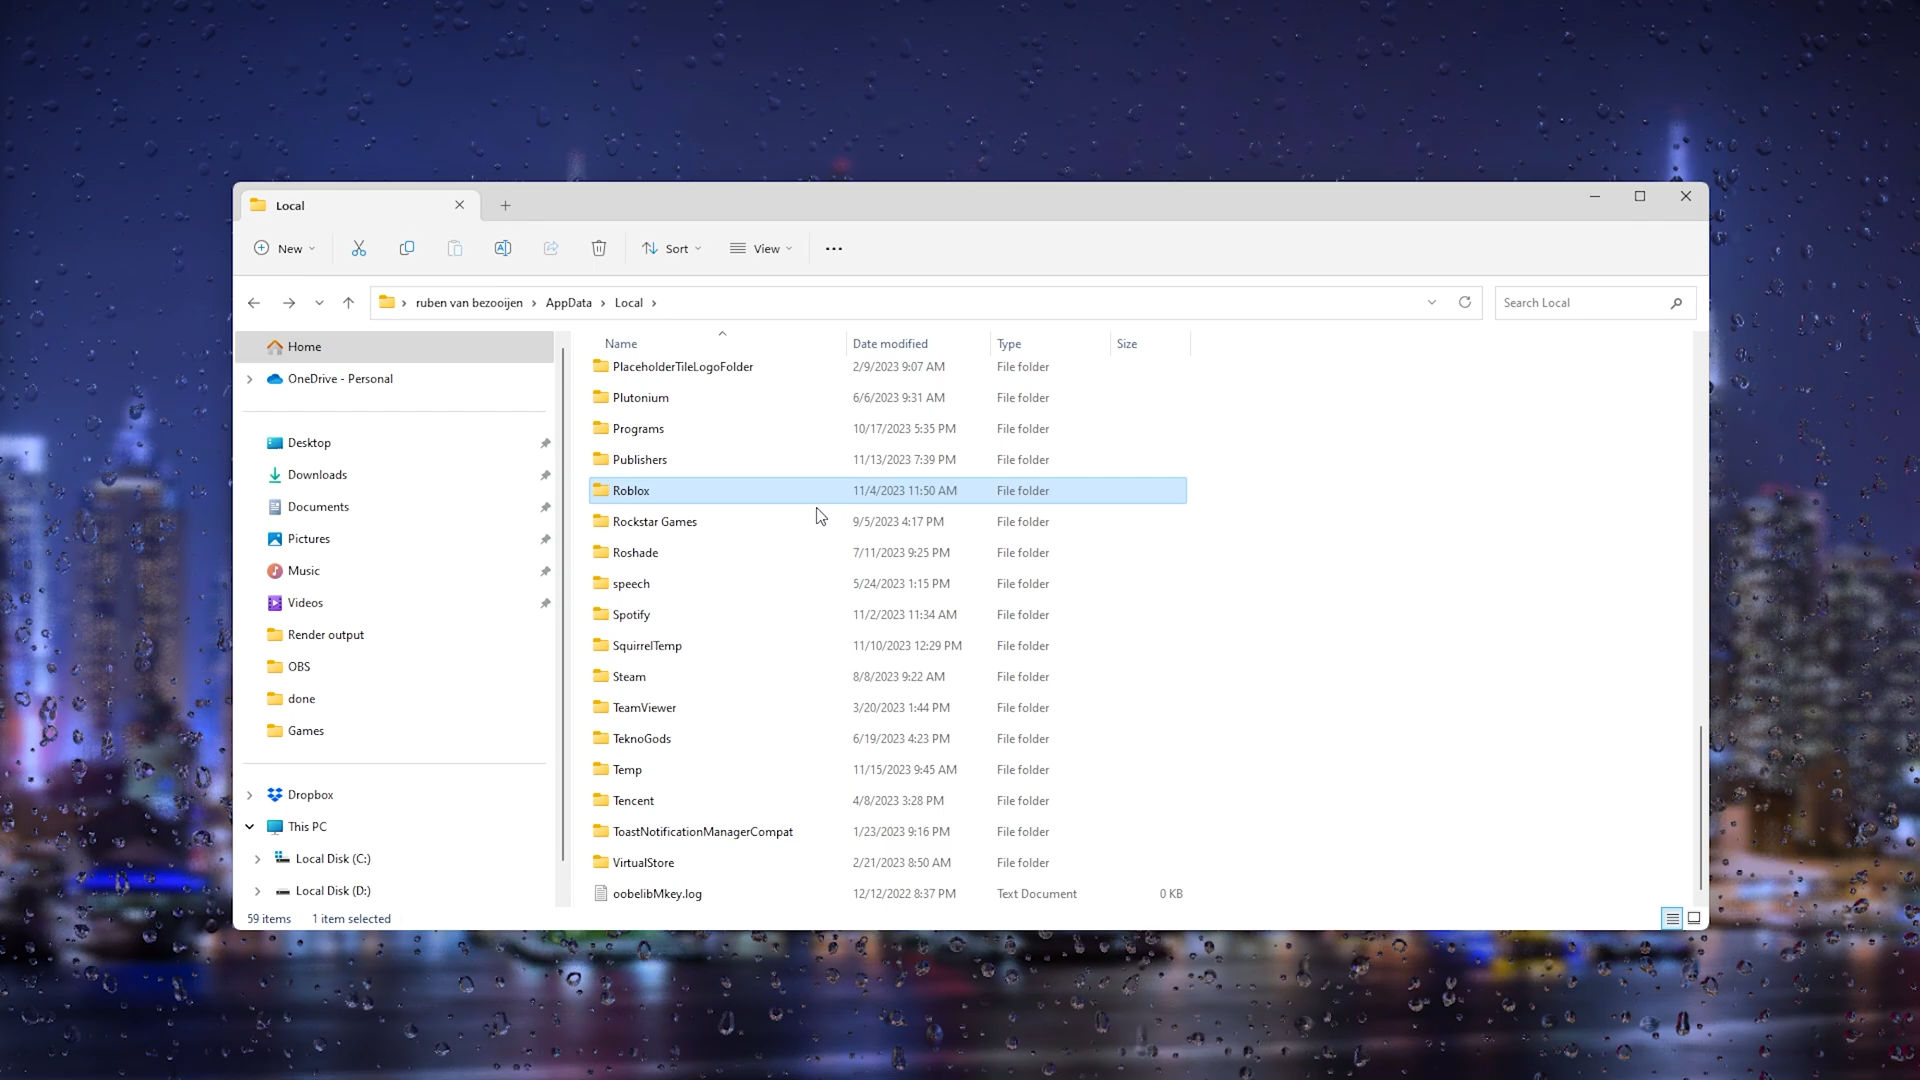 Local
New
Sort
View
ruben van bezooijen
AppData
Local
Search Local
Home
OneDrive - Personal
Desktop
Downloads
Documents
Pictures
Music
Videos
Render output
OBS
done
Games
Dropbox
This PC
Local Disk (C:)
Local Disk (D:)
Name Date modified Type Size
PlaceholderTileLogoFolder 2/9/2023 9:07 AM File folder
Plutonium 6/6/2023 9:31 AM File folder
Programs 10/17/2023 5:35 PM File folder
Publishers 11/13/2023 7:39 PM File folder
Roblox 11/4/2023 11:50 AM File folder
Rockstar Games 9/5/2023 4:17 PM File folder
Roshade 7/11/2023 9:25 PM File folder
speech 5/24/2023 1:15 PM File folder
Spotify 11/2/2023 11:34 AM File folder
SquirrelTemp 11/10/2023 12:29 PM File folder
Steam 8/8/2023 9:22 AM File folder
TeamViewer 3/20/2023 1:44 PM File folder
TeknoGods 6/19/2023 4:23 PM File folder
Temp 11/15/2023 9:45 AM File folder
Tencent 4/8/2023 3:28 PM File folder
ToastNotificationManagerCompat 1/23/2023 9:16 PM File folder
VirtualStore 2/21/2023 8:50 AM File folder
oobelibMkey.log 12/12/2022 8:37 PM Text Document 0 KB
59 items 1 item selected